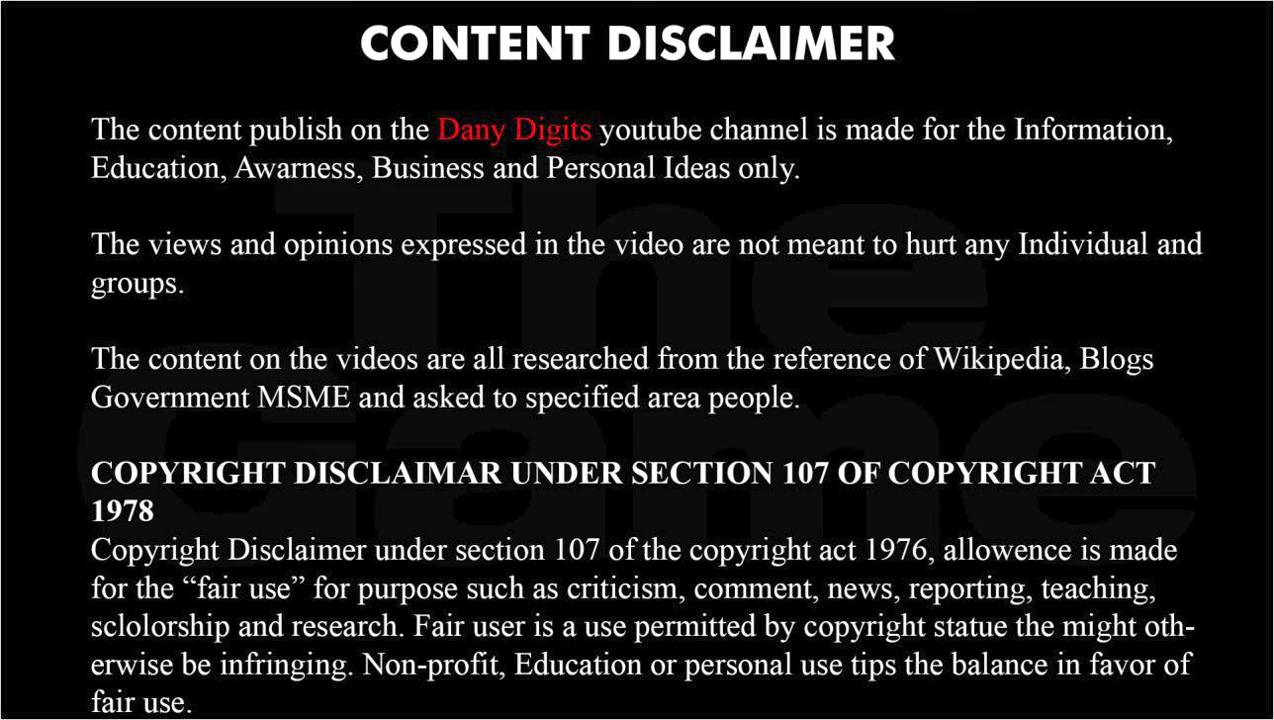 CONTENT DISCLAIMER
The content publish on the Dany Digits youtube channel is made for the Information,
Education, Awarness, Business and Personal Ideas only.
The views and opinions expressed in the video are not meant to hurt any Individual and
groups.
The content on the videos are all researched from the reference of Wikipedia, Blogs
Government MSME and asked to specified area people.
COPYRIGHT DISCLAIMAR UNDER SECTION 107 OF COPYRIGHT ACT
1978
Copyright Disclaimer under section 107 of the copyright act 1976, allowence is made
for the “fair use” for purpose such as criticism, comment, news, reporting, teaching,
sclolorship and research. Fair user is a use permitted by copyright statue the might oth-
erwise be infringing. Non-profit, Education or personal use tips the balance in favor of
fair use.
The
Game